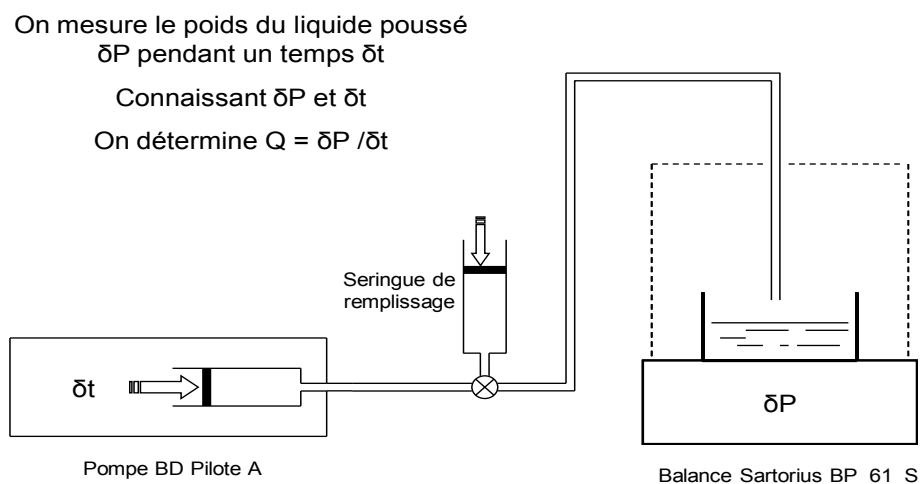 On mesure le poids du liquide poussé
δP pendant un temps δt
Connaissant δP et δt
On détermine Q = δP /δt
Seringue de
remplissage
δt
δP
Pompe BD Pilote A
Balance Sartorius BP 61 S